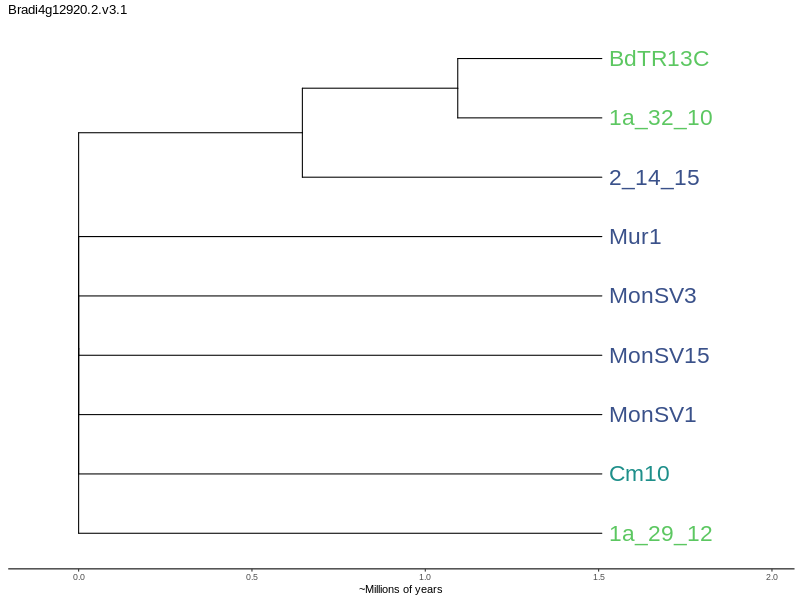 Bradi4g12920.2.v3.1
BdTR13C
1a_32_10
2_14_15
Mur1
MonSV3
MonSV15
MonSV1
Cm10
1a_29_12
0.0 0.5 1.0 1.5 2.0
~Millions of years